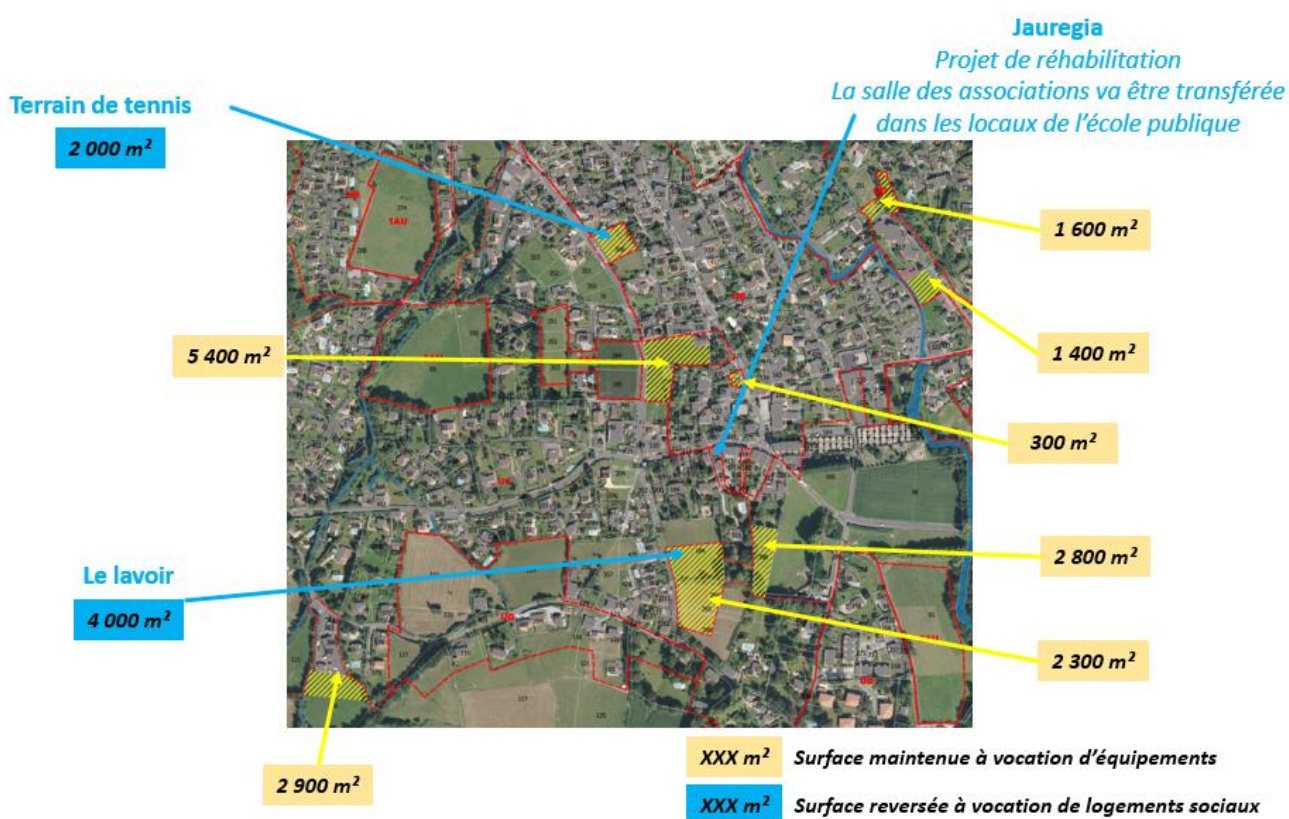 Jauregia
Projet de réhabilitation
La salle des associations va être transférée
dans les locaux de l'école publique
Terrain de tennis
2 000 m²
1 600 m²
1AU
5 400 m²
1 400 m²
300 m²
2 800 m²
Le lavoir
4 000 m²
2 300 m²
2 900 m²
XXX m² Surface maintenue à vocation d'équipements
XXX m² Surface reversée à vocation de logements sociaux